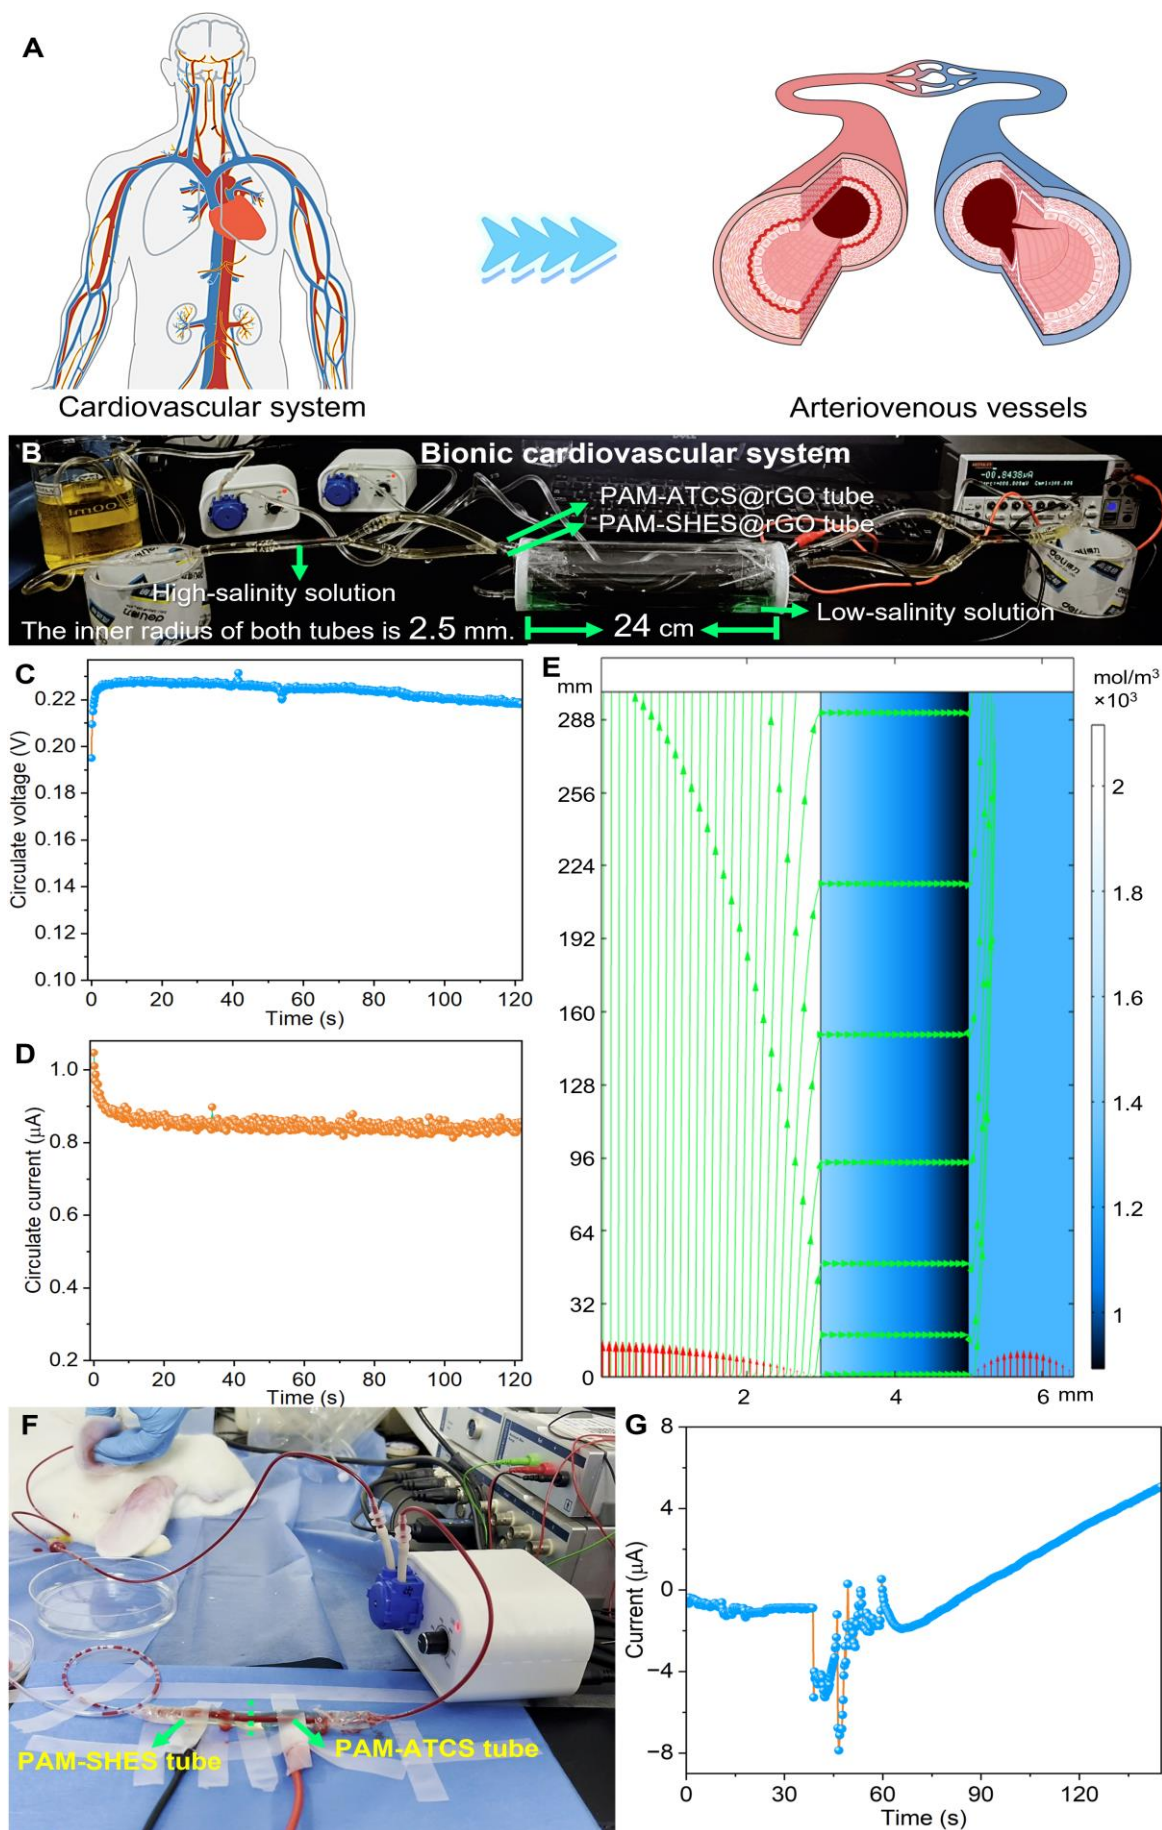 A
Cardiovascular system
Arteriovenous vessels
B
Bionic cardiovascular system
PAM-ATCS@rGO tube
PAM-SHES@rGO tube
High-salinity solution
Low-salinity solution
The inner radius of both tubes is 2.5 mm.
24 cm
C
Circulate voltage (V)
0.22
0.20
0.18
0.16
0.14
0.12
0.10
0 20 40 60 80 100 120
Time (s)
D
Circulate current (μA)
1.0
0.8
0.6
0.4
0.2
0 20 40 60 80 100 120
Time (s)
E
mm
288
256
224
192
160
128
96
64
32
0
2 4 6 mm
mol/m³
×10³
2
1.8
1.6
1.4
1.2
1
F
PAM-SHES tube
PAM-ATCS tube
G
Current (μA)
8
4
0
−4
−8
0 30 60 90 120
Time (s)